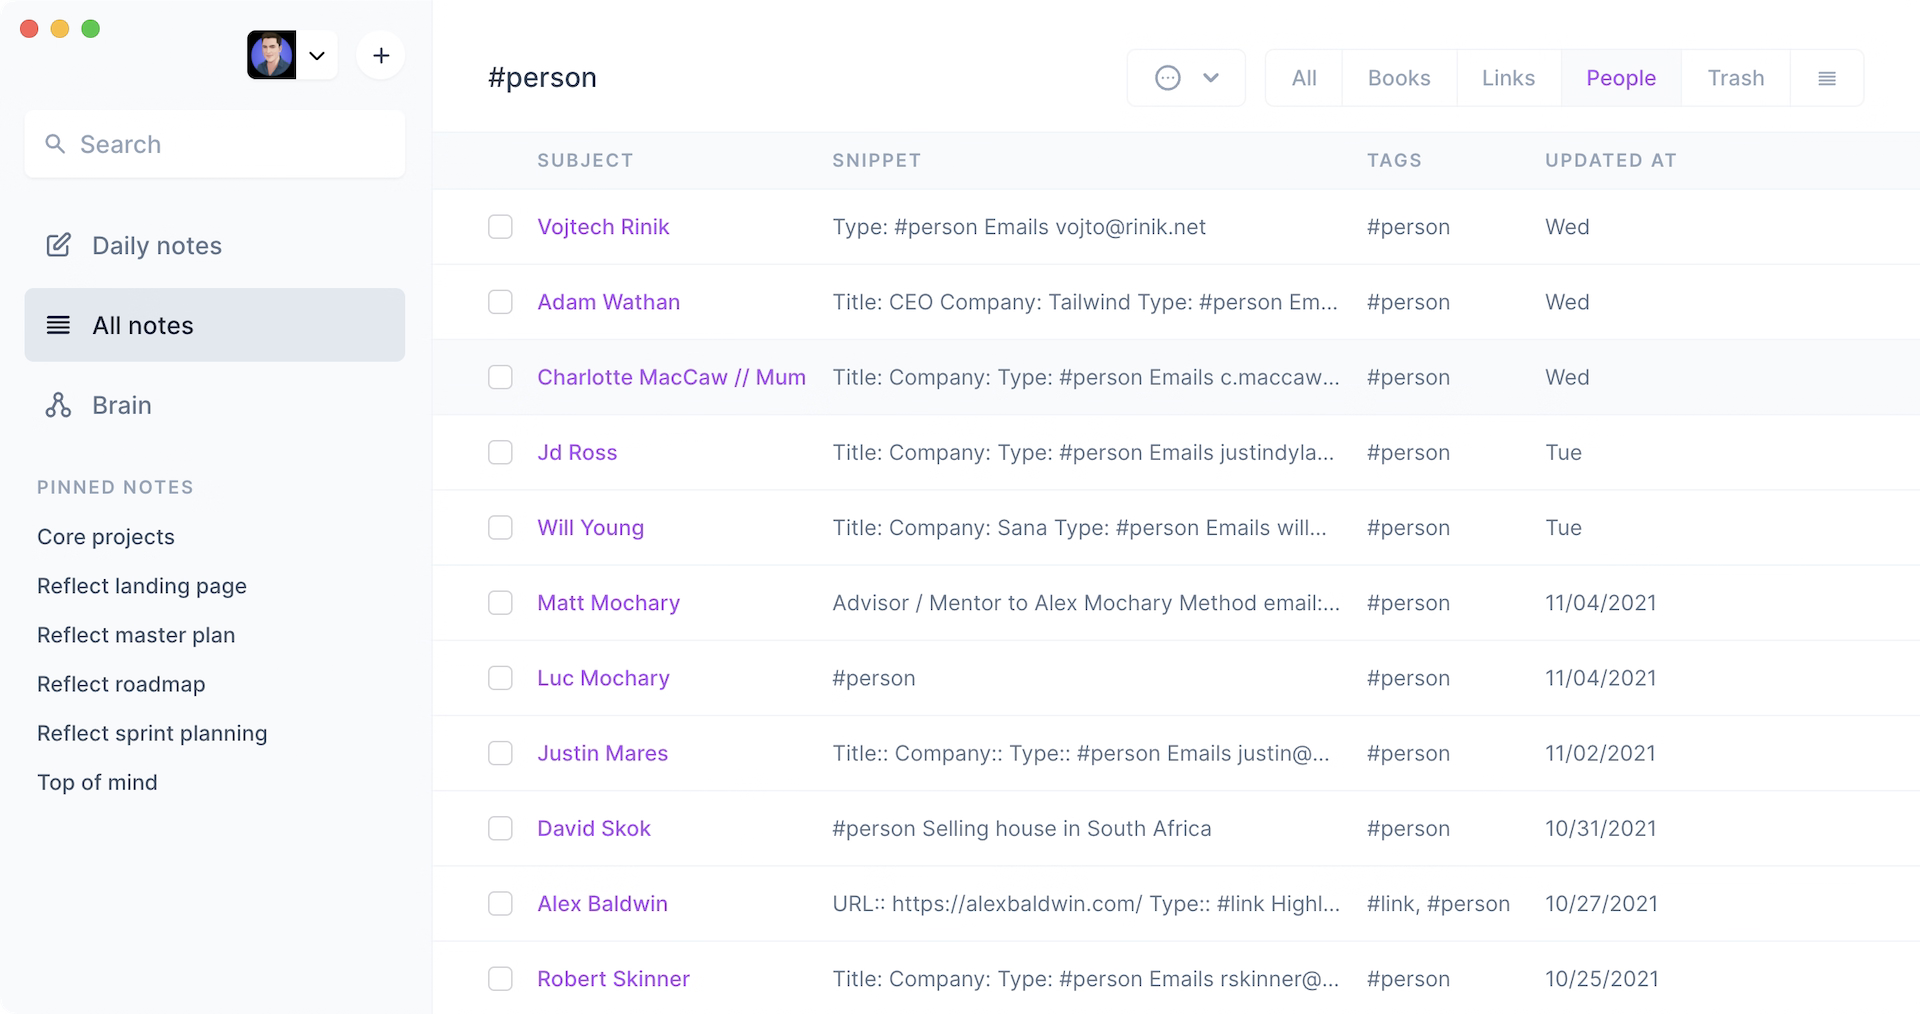 #person
All Books Links People Trash
Search
Daily notes
All notes
Brain
PINNED NOTES
Core projects
Reflect landing page
Reflect master plan
Reflect roadmap
Reflect sprint planning
Top of mind
SUBJECT SNIPPET TAGS UPDATED AT
Vojtech Rinik Type: #person Emails vojto@rinik.net #person Wed
Adam Wathan Title: CEO Company: Tailwind Type: #person Em... #person Wed
Charlotte MacCaw // Mum Title: Company: Type: #person Emails c.maccaw... #person Wed
Jd Ross Title: Company: Type: #person Emails justindyla... #person Tue
Will Young Title: Company: Sana Type: #person Emails will... #person Tue
Matt Mochary Advisor / Mentor to Alex Mochary Method email:... #person 11/04/2021
Luc Mochary #person #person 11/04/2021
Justin Mares Title:: Company:: Type:: #person Emails justin@... #person 11/02/2021
David Skok #person Selling house in South Africa #person 10/31/2021
Alex Baldwin URL:: https://alexbaldwin.com/ Type:: #link Highl... #link, #person 10/27/2021
Robert Skinner Title: Company: Type: #person Emails rskinner@... #person 10/25/2021